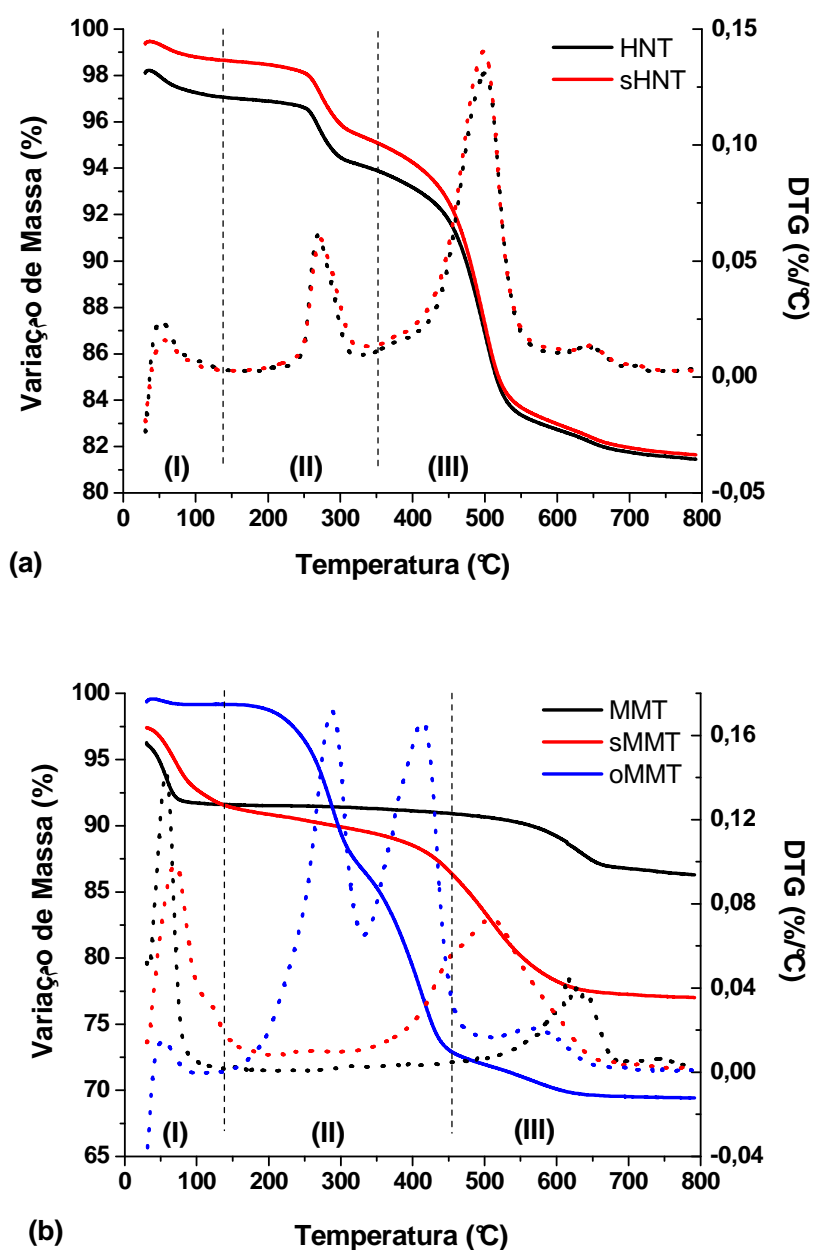 HNT
sHNT
Variação de Massa (%)
100
98
96
94
92
90
88
86
84
82
80
0,15
0,10
0,05
0,00
-0,05
DTG (%/°C)
(I)
(II)
(III)
0 100 200 300 400 500 600 700 800
Temperatura (°C)
(a)
MMT
sMMT
oMMT
Variação de Massa (%)
100
95
90
85
80
75
70
65
0,16
0,12
0,08
0,04
0,00
-0,04
DTG (%/°C)
(I)
(II)
(III)
0 100 200 300 400 500 600 700 800
Temperatura (°C)
(b)